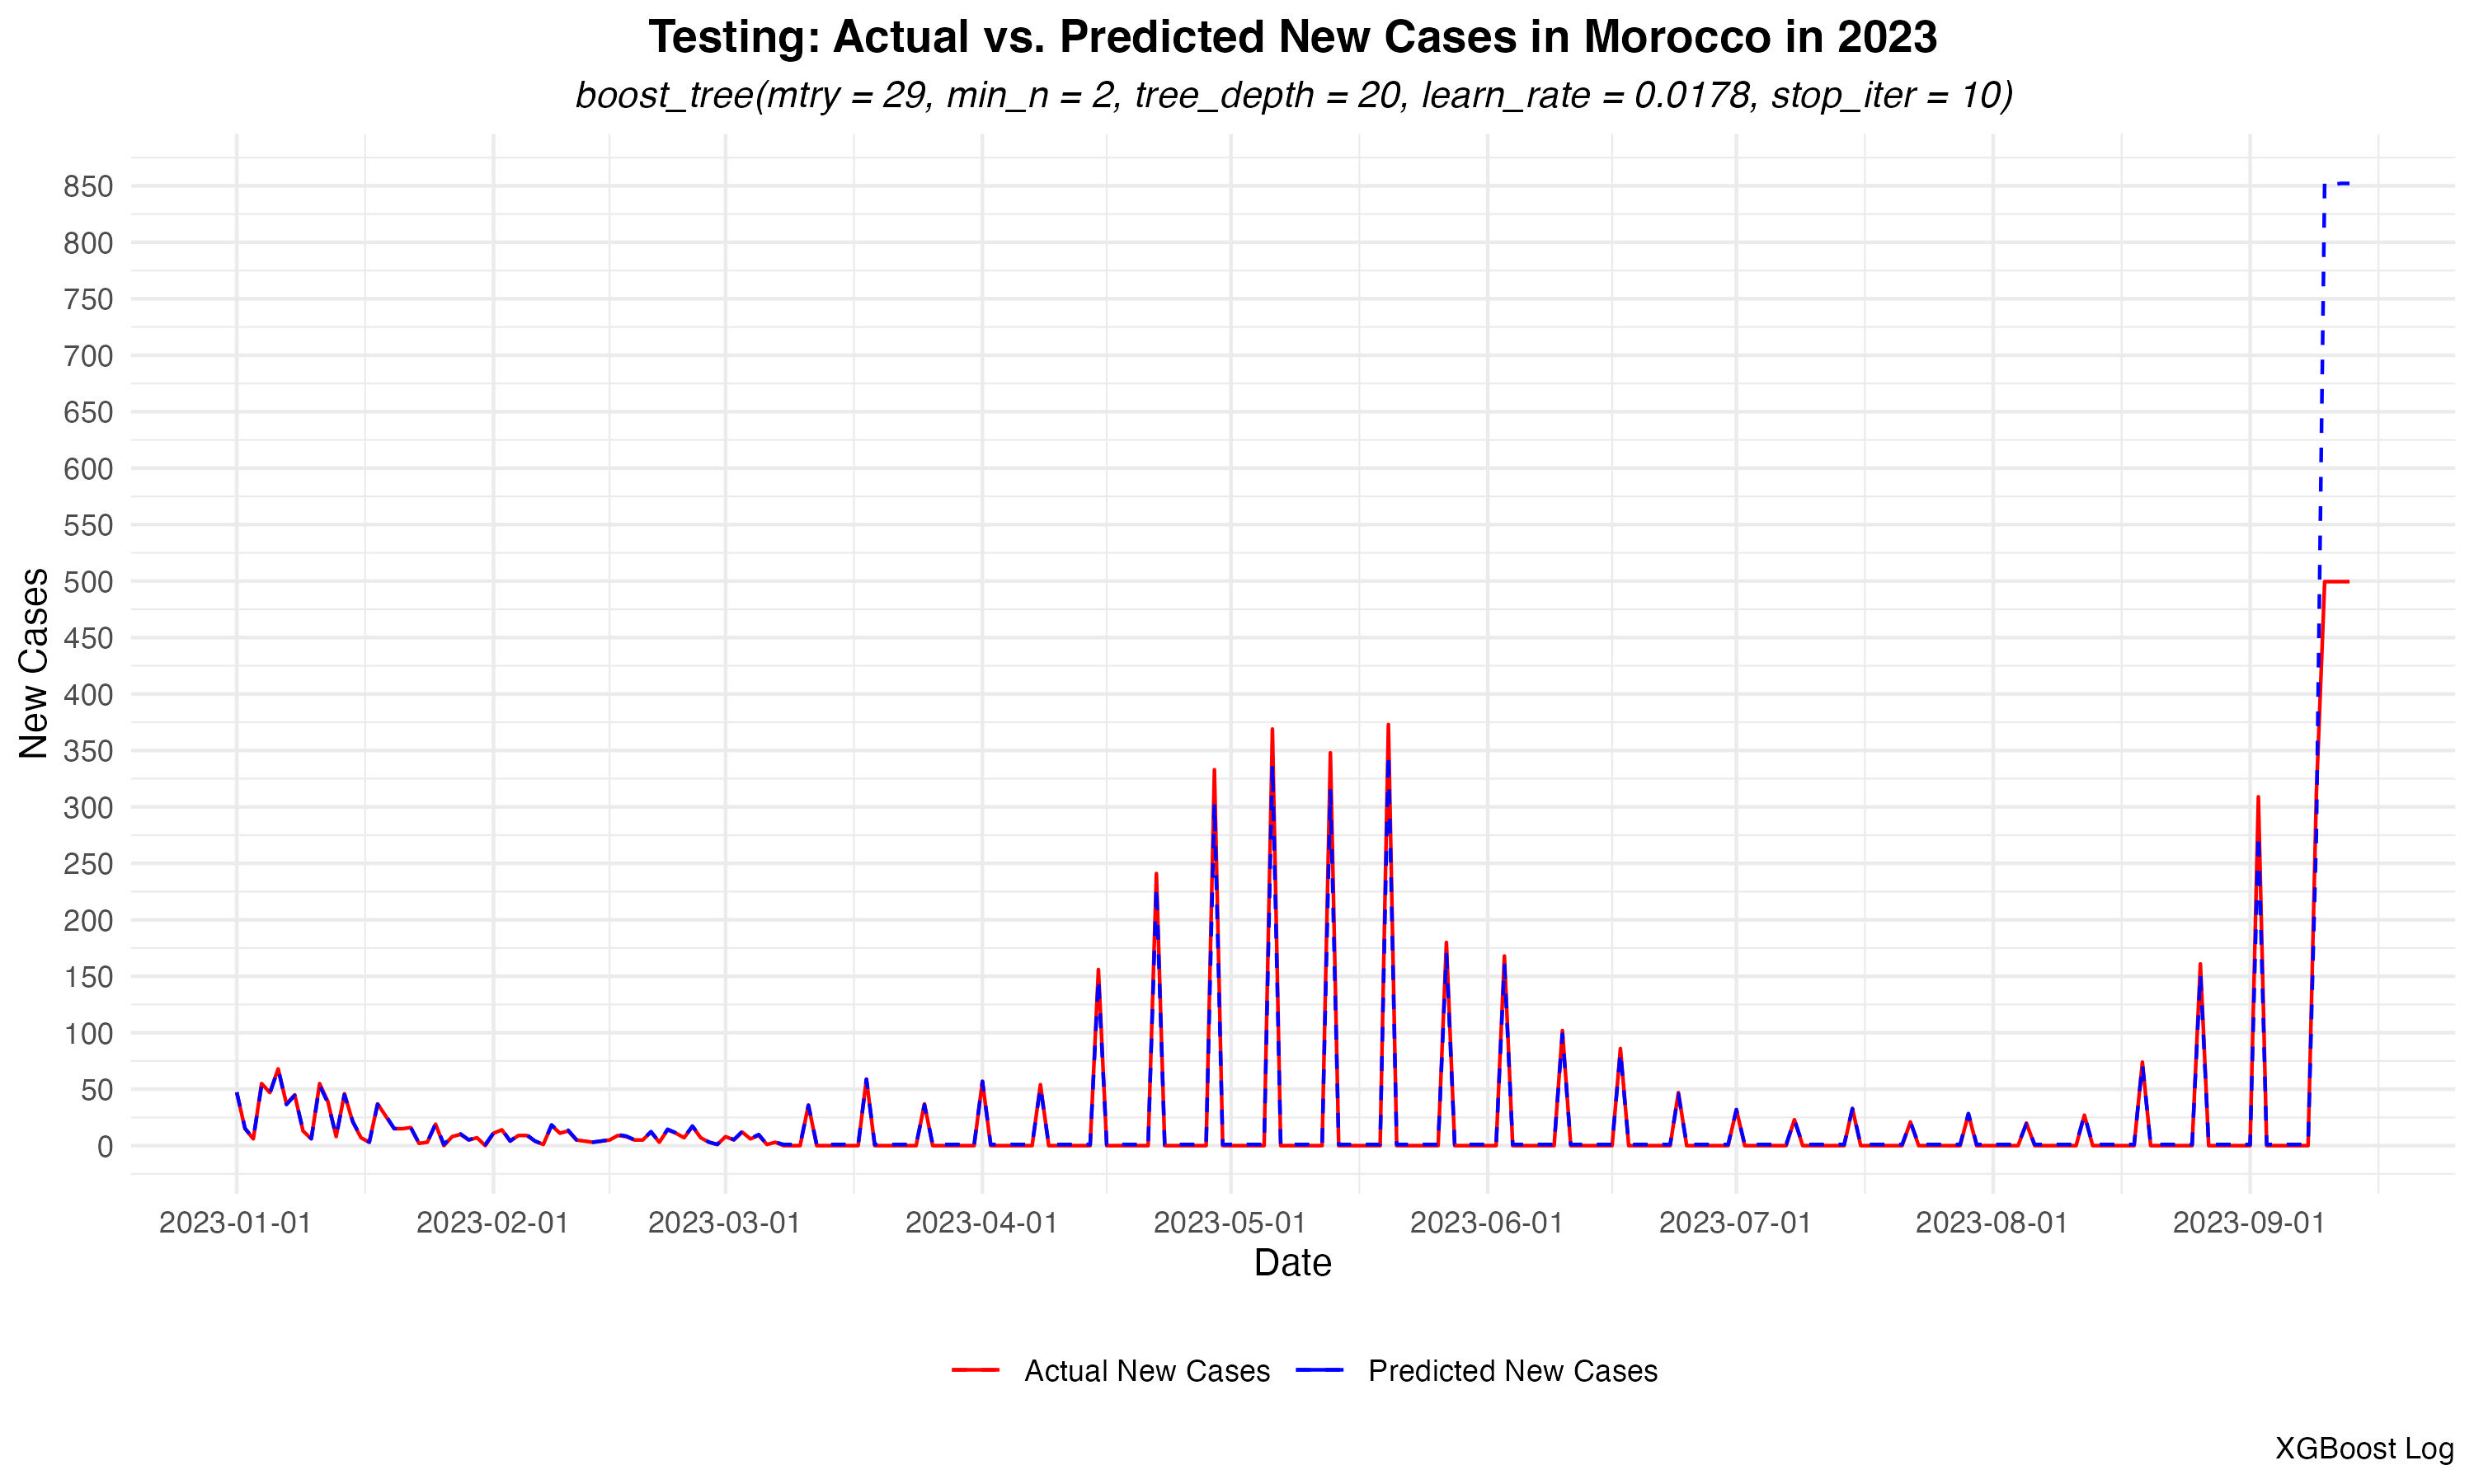 Testing: Actual vs. Predicted New Cases in Morocco in 2023
boost_tree(mtry = 29, min_n = 2, tree_depth = 20, learn_rate = 0.0178, stop_iter = 10)
New Cases
850
800
750
700
650
600
550
500
450
400
350
300
250
200
150
100
50
0
2023-01-01 2023-02-01 2023-03-01 2023-04-01 2023-05-01 2023-06-01 2023-07-01 2023-08-01 2023-09-01
Date
Actual New Cases Predicted New Cases
XGBoost Log